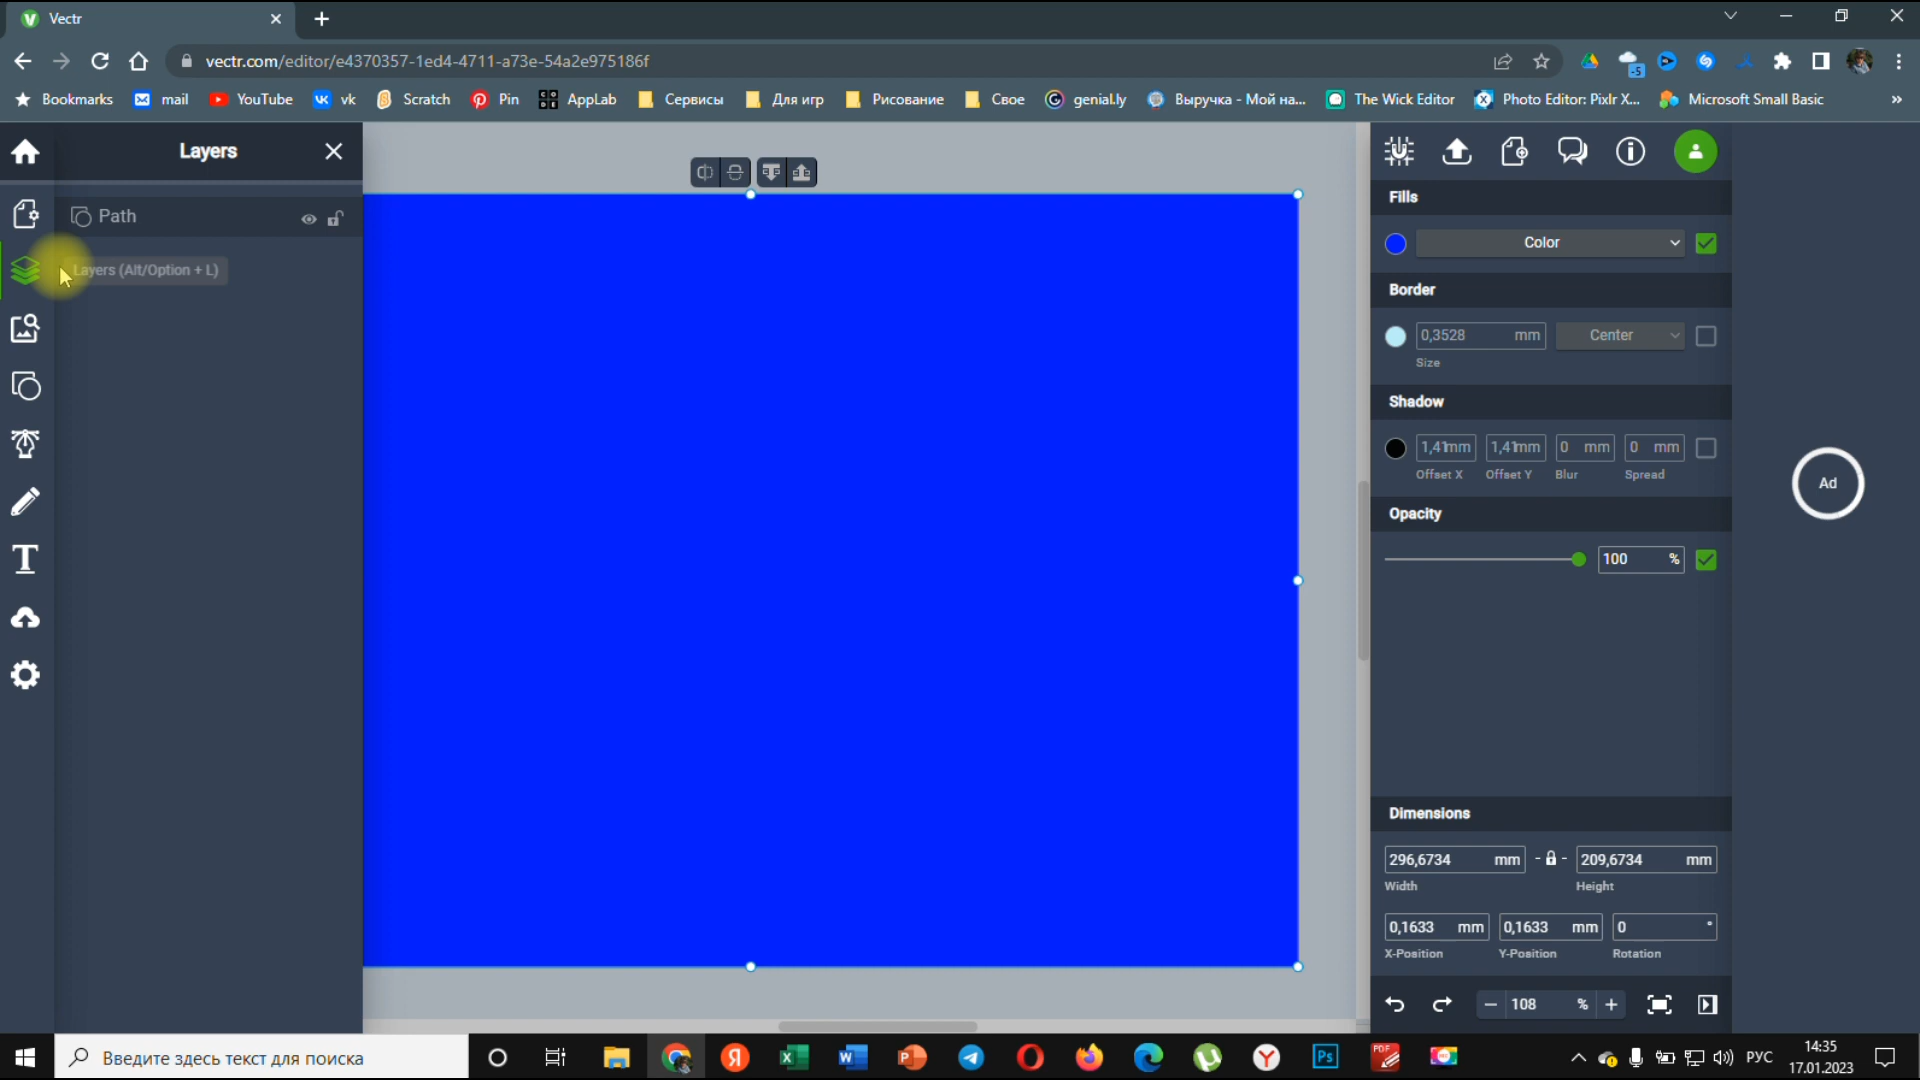 Vectr
vectr.com/editor/e4370357-1ed4-4711-a73e-54a2e975186f
-5
Bookmarks mail YouTube vk Scratch Pin AppLab Сервисы Для игр Рисование Свое genial.ly Выручка - Мой на... The Wick Editor Photo Editor: Pixlr X... Microsoft Small Basic »
Layers
Path
Layers (Alt/Option + L)
Fills
Color
Border
0,3528 mm Center
Size
Shadow
1,41mm 1,41mm 0 mm 0 mm
Offset X Offset Y Blur Spread
Ad
Opacity
100 %
Dimensions
296,6734 mm 209,6734 mm
Width Height
0,1633 mm 0,1633 mm 0 °
X-Position Y-Position Rotation
108 %
Введите здесь текст для поиска
РУС
14:35
17.01.2023